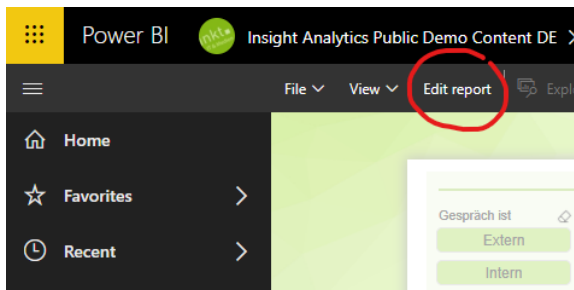 Power BI
nkt.
Insight Analytics Public Demo Content DE
File
View
Edit report
Home
Favorites
Recent
Gespräch ist
Extern
Intern